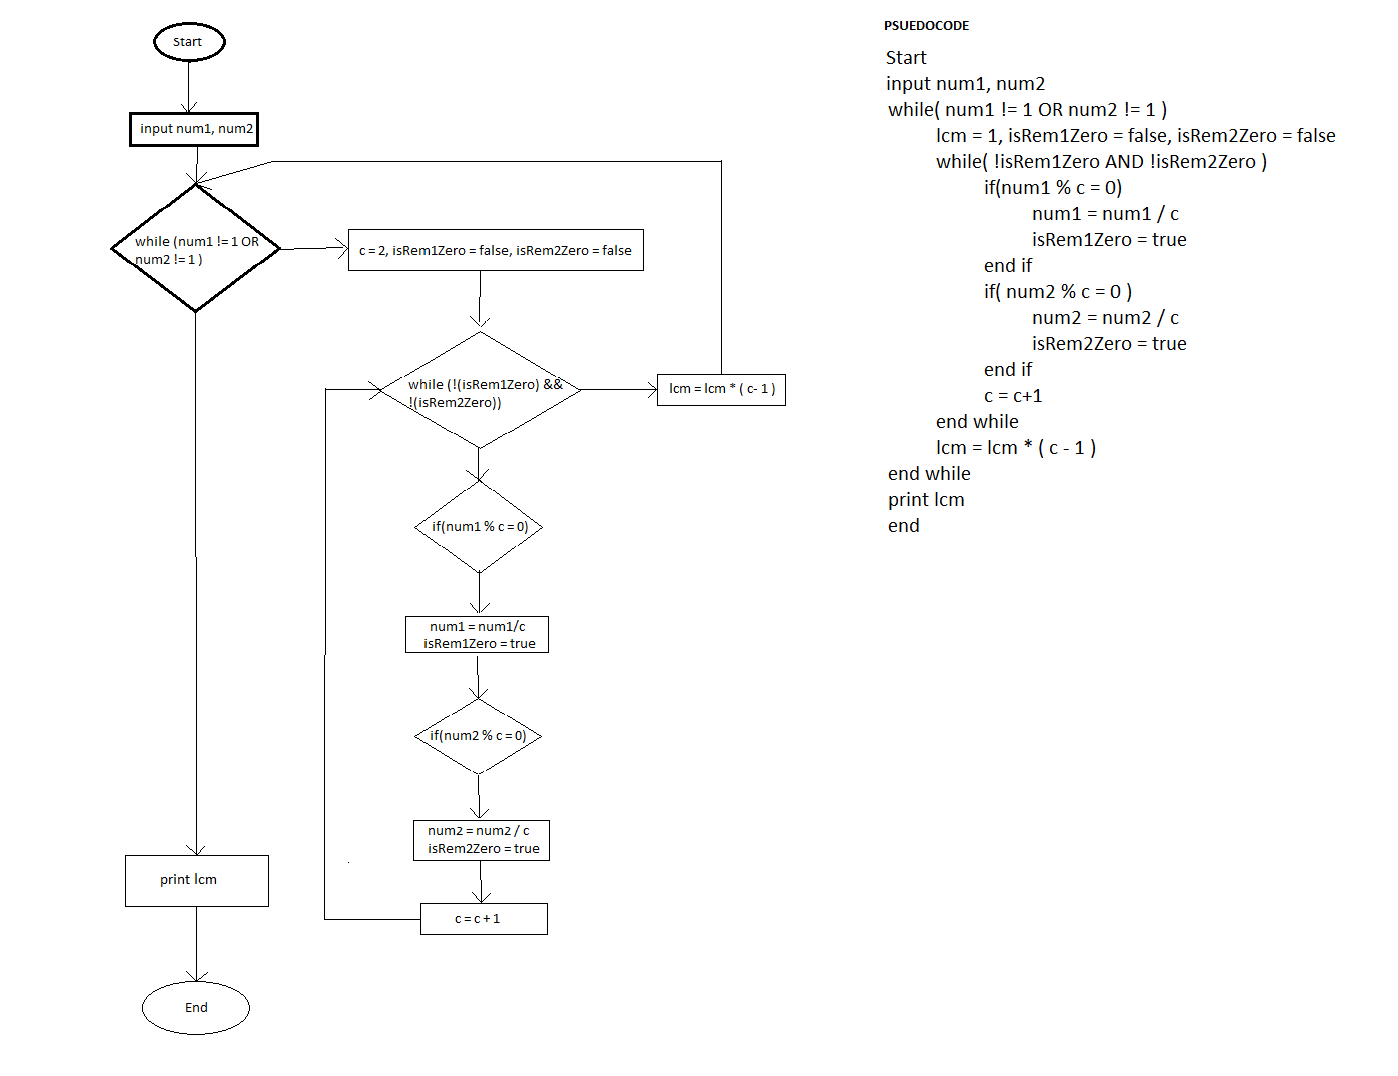 Start
input num1, num2
while (num1 != 1 OR
num2 != 1 )
c = 2, isRem1Zero = false, isRem2Zero = false
while (!(isRem1Zero) &&
!(isRem2Zero))
lcm = lcm * ( c- 1 )
if(num1 % c = 0)
num1 = num1/c
isRem1Zero = true
if(num2 % c = 0)
num2 = num2 / c
isRem2Zero = true
c = c + 1
print lcm
End
PSUEDOCODE
Start
input num1, num2
while( num1 != 1 OR num2 != 1 )
lcm = 1, isRem1Zero = false, isRem2Zero = false
while( !isRem1Zero AND !isRem2Zero )
if(num1 % c = 0)
num1 = num1 / c
isRem1Zero = true
end if
if( num2 % c = 0 )
num2 = num2 / c
isRem2Zero = true
end if
c = c+1
end while
lcm = lcm * ( c - 1 )
end while
print lcm
end